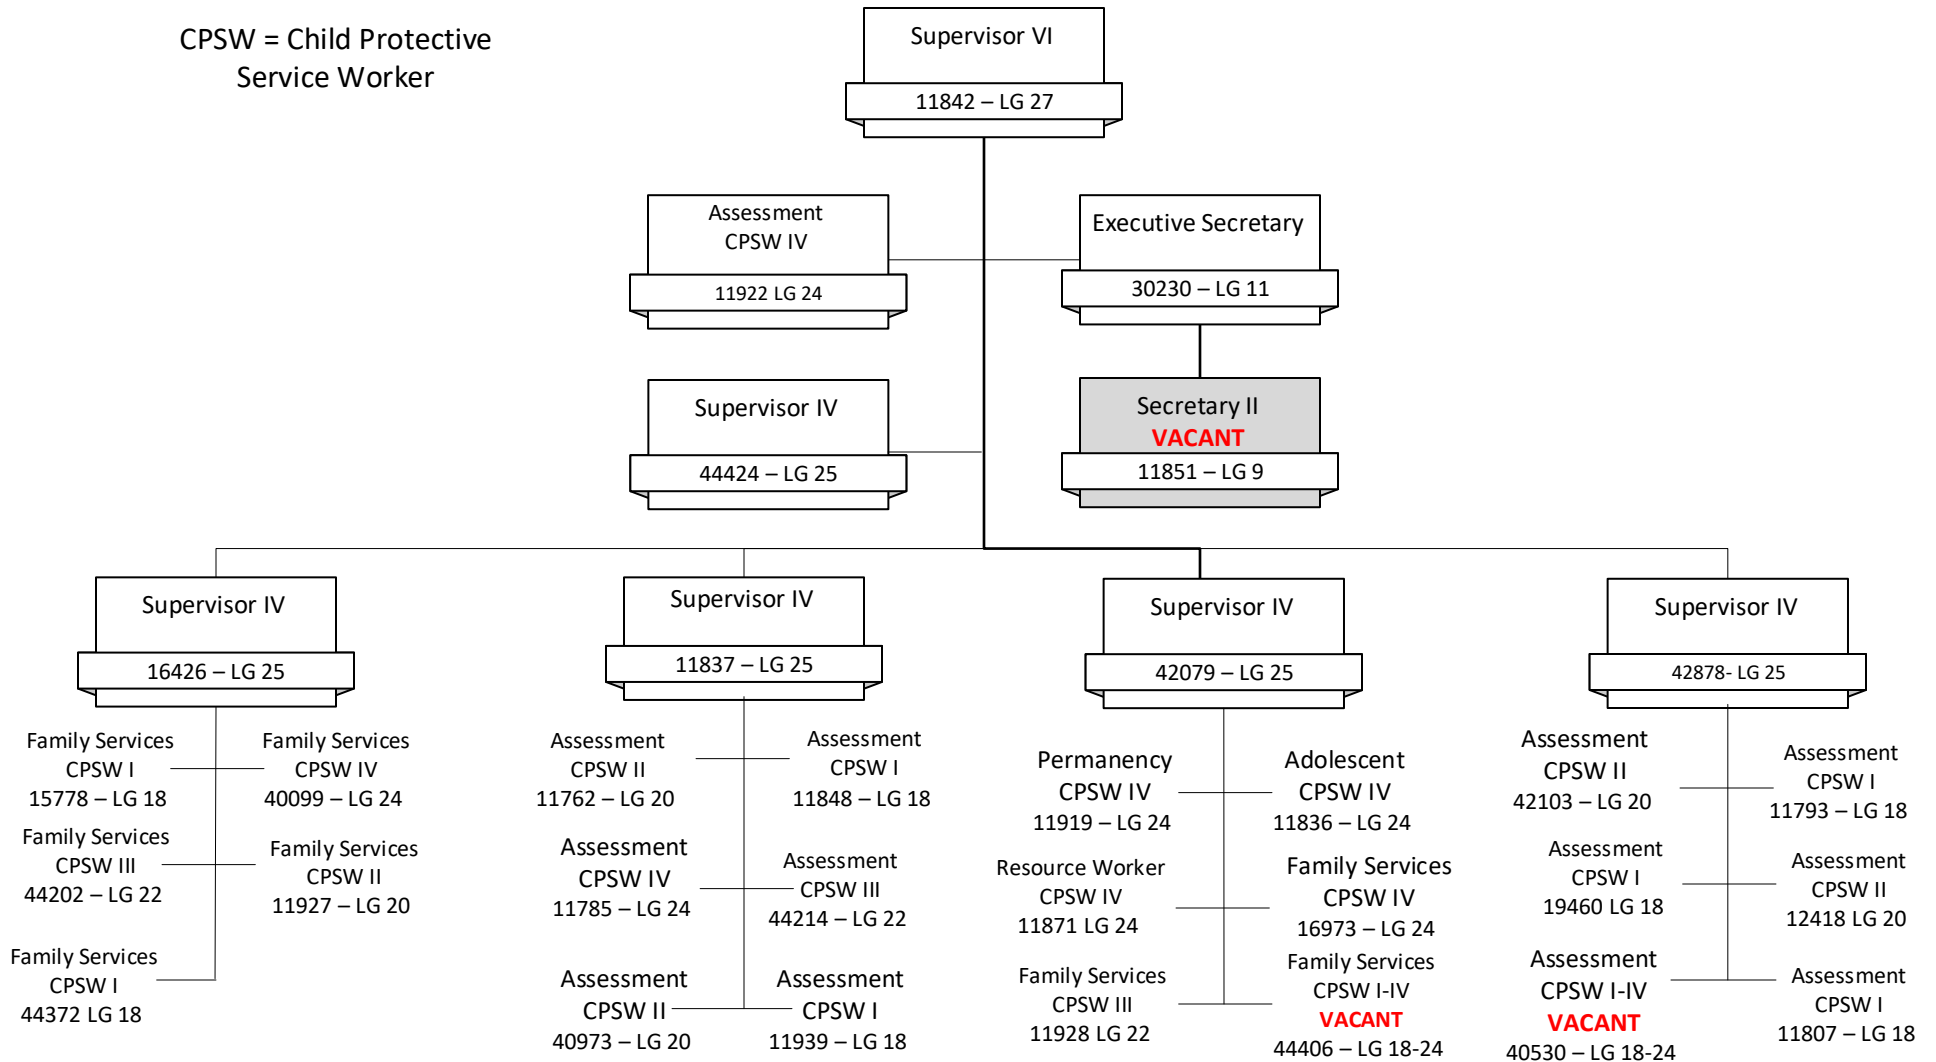 CPSW = Child Protective
Service Worker
Supervisor VI
11842 – LG 27
Assessment
CPSW IV
11922 LG 24
Executive Secretary
30230 – LG 11
Supervisor IV
44424 – LG 25
Secretary II
VACANT
11851 – LG 9
Supervisor IV
16426 – LG 25
Family Services
CPSW I
15778 – LG 18
Family Services
CPSW IV
40099 – LG 24
Family Services
CPSW III
44202 – LG 22
Family Services
CPSW II
11927 – LG 20
Family Services
CPSW I
44372 LG 18
Supervisor IV
11837 – LG 25
Assessment
CPSW II
11762 – LG 20
Assessment
CPSW I
11848 – LG 18
Assessment
CPSW IV
11785 – LG 24
Assessment
CPSW III
44214 – LG 22
Assessment
CPSW II
40973 – LG 20
Assessment
CPSW I
11939 – LG 18
Supervisor IV
42079 – LG 25
Permanency
CPSW IV
11919 – LG 24
Adolescent
CPSW IV
11836 – LG 24
Resource Worker
CPSW IV
11871 LG 24
Family Services
CPSW IV
16973 – LG 24
Family Services
CPSW III
11928 LG 22
Family Services
CPSW I-IV
VACANT
44406 – LG 18-24
Supervisor IV
42878- LG 25
Assessment
CPSW II
42103 – LG 20
Assessment
CPSW I
11793 – LG 18
Assessment
CPSW I
19460 LG 18
Assessment
CPSW II
12418 LG 20
Assessment
CPSW I-IV
VACANT
40530 – LG 18-24
Assessment
CPSW I
11807 – LG 18